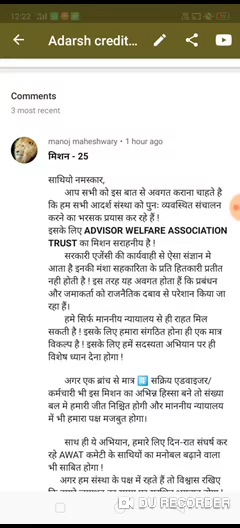 12:22
Adarsh credit...
Comments
3 most recent
manoj maheshwary • 1 hour ago
मिशन - 25
साथियो नमस्कार,
आप सभी को इस बात से अवगत कराना चाहते है
कि हम सभी आदर्श संस्था को पुनः व्यवस्थित संचालन
करने का भरसक प्रयास कर रहे हैं !
इसके लिए ADVISOR WELFARE ASSOCIATION
TRUST का मिशन सराहनीय है !
सरकारी एजेंसी की कार्यवाही से ऐसा संज्ञान मे
आता है इनकी मंशा सहकारिता के प्रति हितकारी प्रतीत
नही होती है ! इस तरह यह अवगत होता हैं कि प्रबंधन
और जमाकर्ता को राजनैतिक दबाव से परेशान किया जा
रहा हैं।
हमे सिर्फ माननीय न्यायालय से ही राहत मिल
सकती है ! इसके लिए हमारा संगठित होना ही एक मात्र
विकल्प है ! इसके लिए हमें सदस्यता अभियान पर ही
विशेष ध्यान देना होगा !
अगर एक ब्रांच से मात्र सक्रिय एडवाइजर/
कर्मचारी भी इस मिशन का अभिन्न हिस्सा बने तो संख्या
बल मे हमारी जीत निश्चित होगी और माननीय न्यायालय
में भी हमारा पक्ष मजबुत होगा।
साथ ही ये अभियान, हमारे लिए दिन-रात संघर्ष कर
रहे AWAT कमेटी के साथियों का मनोबल बढ़ाने वाला
भी साबित होगा !
अगर हम संस्था के पक्ष में रहते हैं तो विश्वास रखिए
DU RECORDER